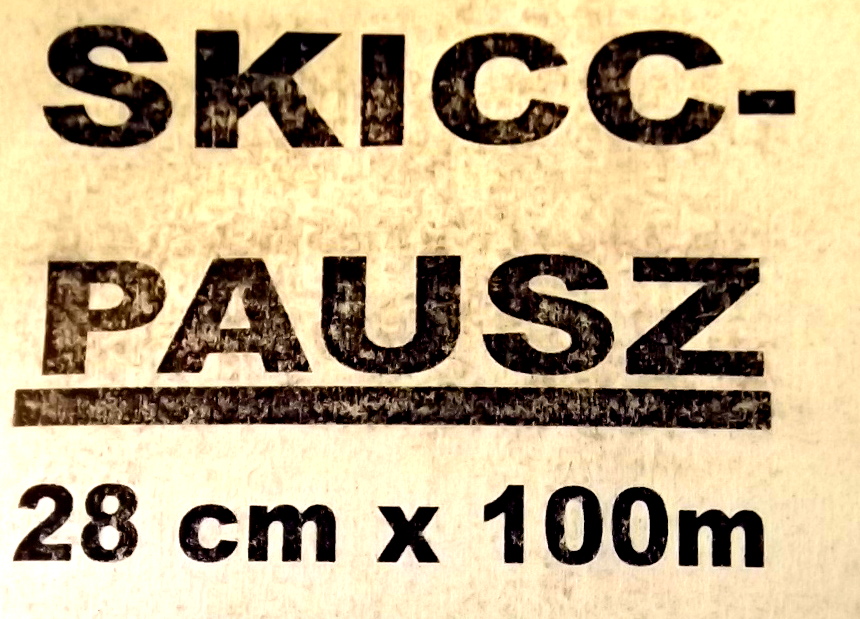 SKICC-
PAUSZ
28 cm x 100m